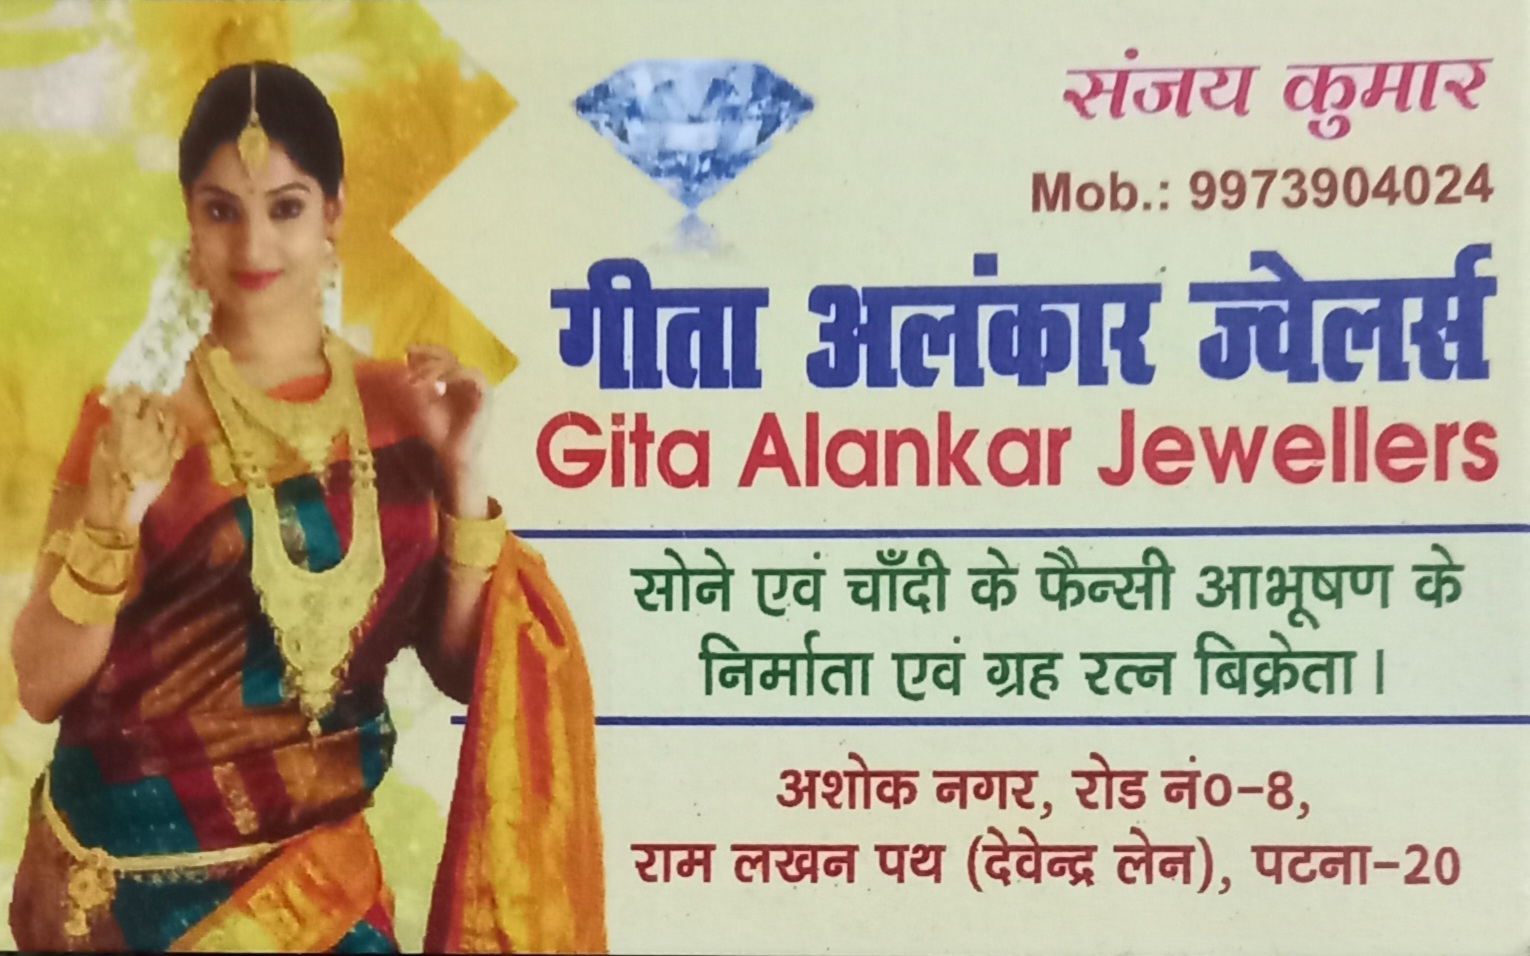 संजय कुमार
Mob.: 9973904024
गीता अलंकार ज्वेलर्स
Gita Alankar Jewellers
सोने एवं चाँदी के फैन्सी आभूषण के
निर्माता एवं ग्रह रत्न बिक्रेता।
अशोक नगर, रोड नं०-8,
राम लखन पथ (देवेन्द्र लेन), पटना-20